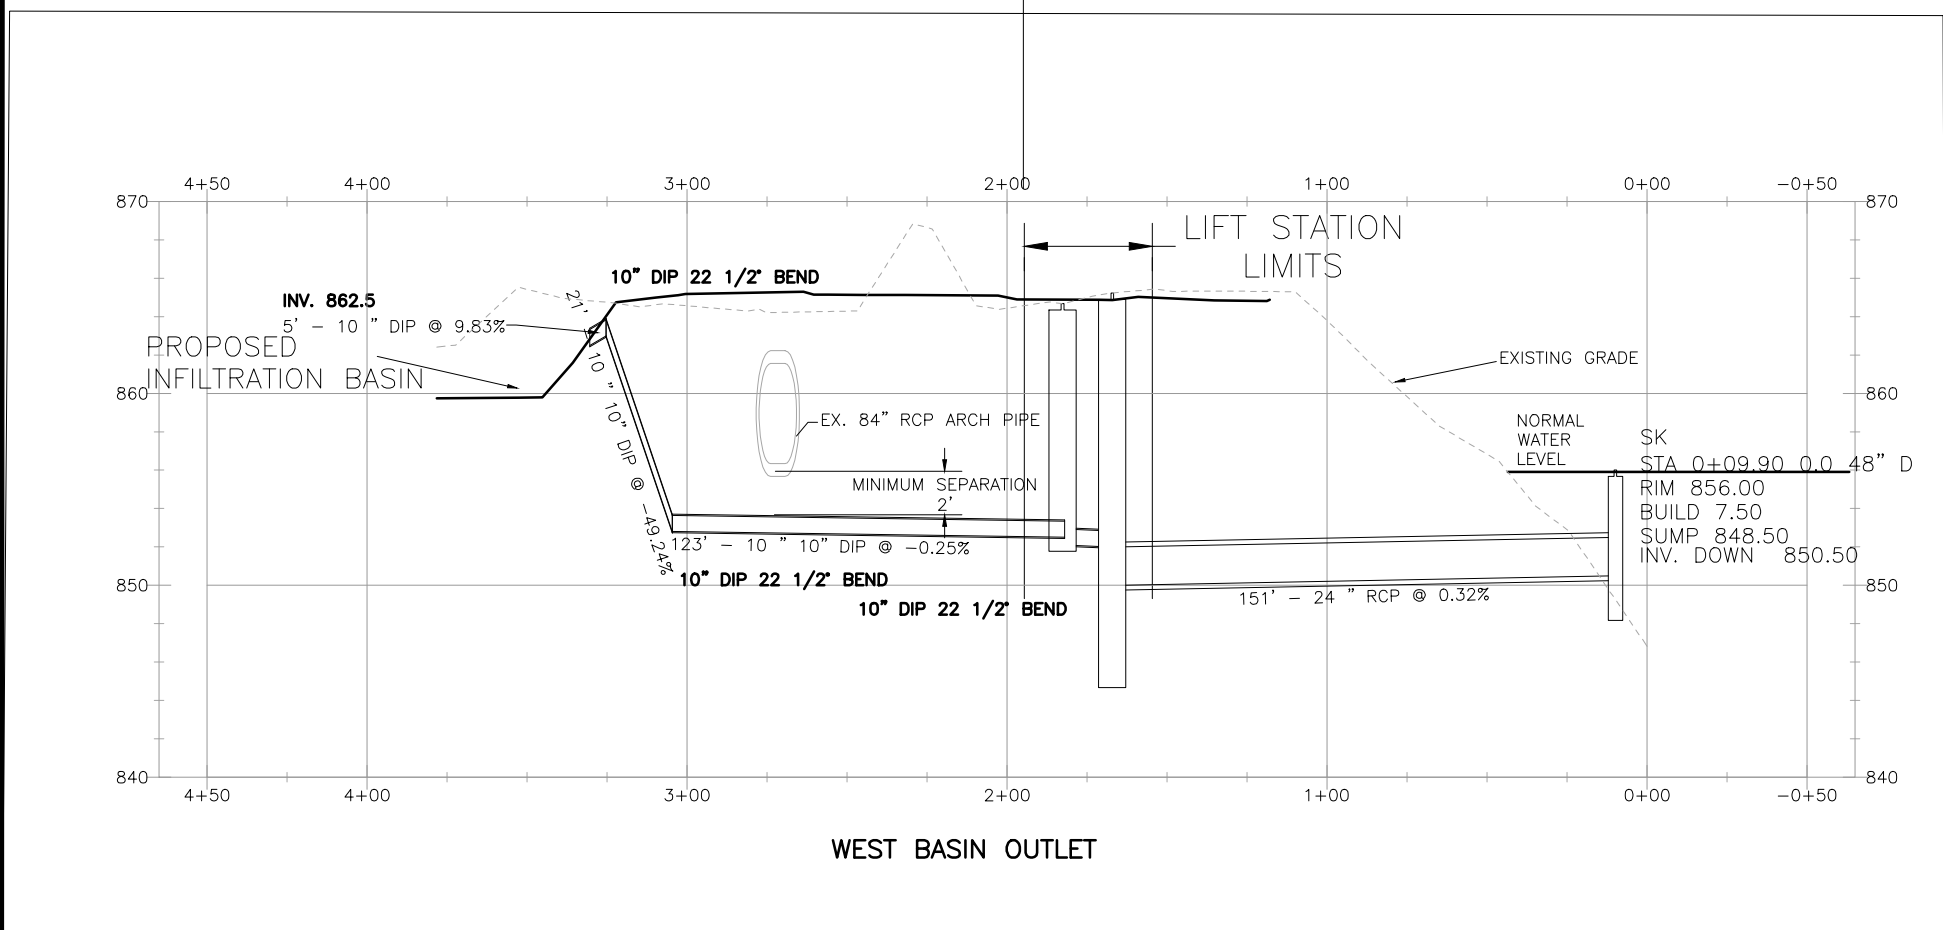 4+50 4+00 3+00 2+00 1+00 0+00 -0+50
870 870
LIFT STATION
LIMITS
10" DIP 22 1/2° BEND
INV. 862.5
5' - 10 " DIP @ 9.83%
21' - 10 " 10" DIP @ -49.24%
PROPOSED
INFILTRATION BASIN
EXISTING GRADE
860 860
EX. 84" RCP ARCH PIPE
NORMAL
WATER
LEVEL
SK
STA 0+09.90 0.0 48" D
RIM 856.00
BUILD 7.50
SUMP 848.50
INV. DOWN 850.50
MINIMUM SEPARATION
2'
123' - 10 " 10" DIP @ -0.25%
10" DIP 22 1/2° BEND
850 850
151' - 24 " RCP @ 0.32%
10" DIP 22 1/2° BEND
840 840
4+50 4+00 3+00 2+00 1+00 0+00 -0+50
WEST BASIN OUTLET